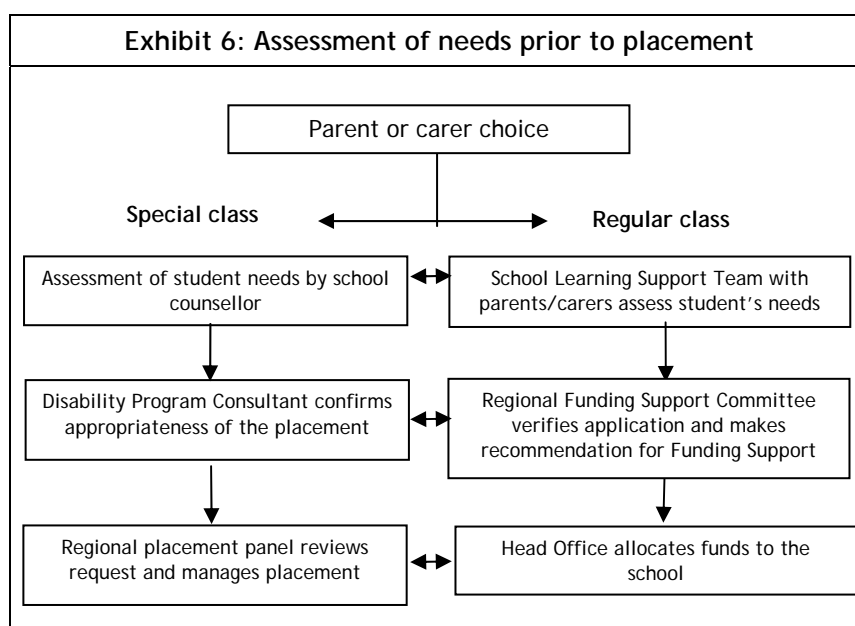 Exhibit 6: Assessment of needs prior to placement
Parent or carer choice
Special class
Regular class
Assessment of student needs by school
counsellor
School Learning Support Team with
parents/carers assess student's needs
Disability Program Consultant confirms
appropriateness of the placement
Regional Funding Support Committee
verifies application and makes
recommendation for Funding Support
Regional placement panel reviews
request and manages placement
Head Office allocates funds to the
school